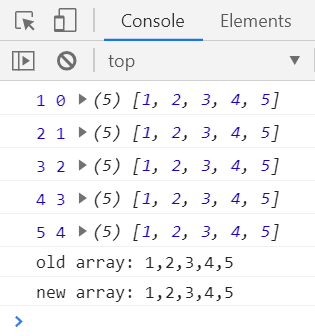 Console Elements
top
1 0 (5) [1, 2, 3, 4, 5]
2 1 (5) [1, 2, 3, 4, 5]
3 2 (5) [1, 2, 3, 4, 5]
4 3 (5) [1, 2, 3, 4, 5]
5 4 (5) [1, 2, 3, 4, 5]
old array: 1,2,3,4,5
new array: 1,2,3,4,5